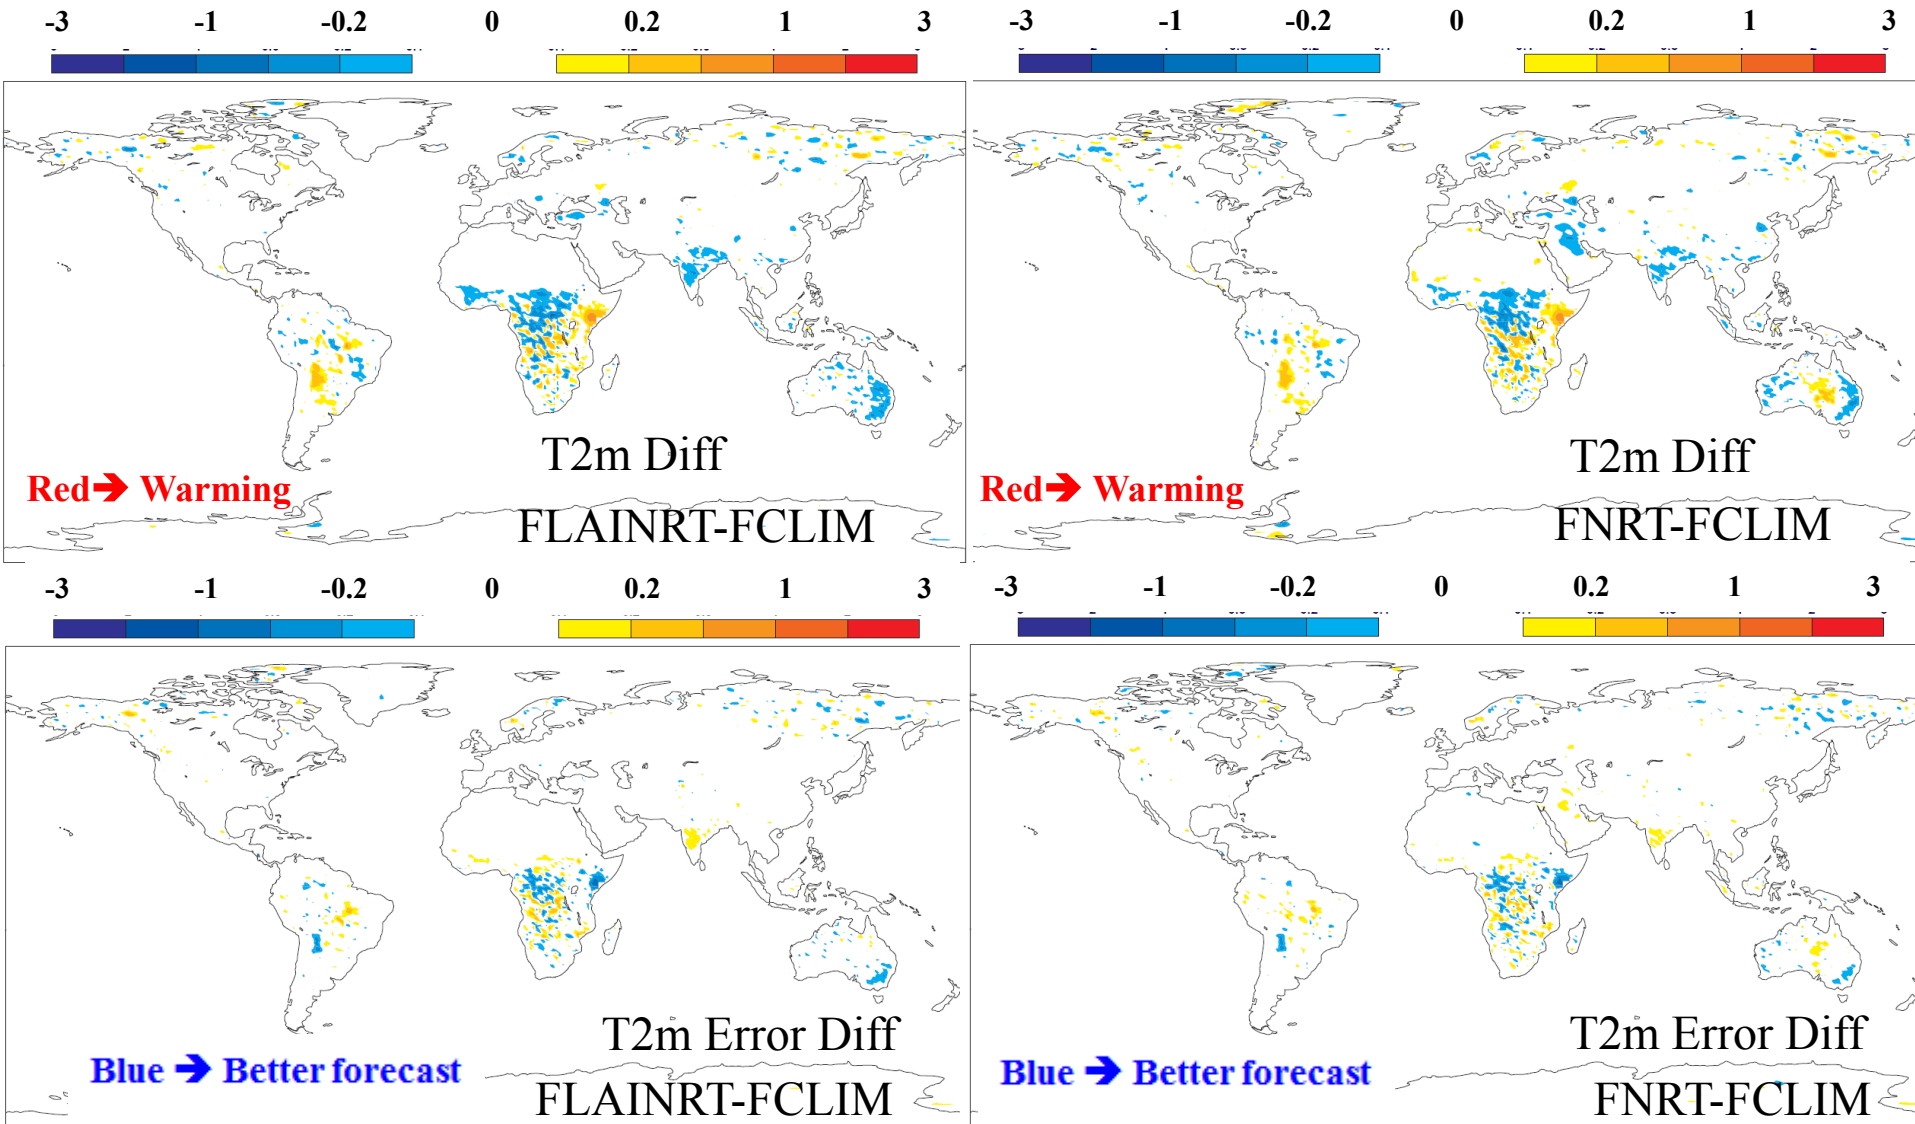 -3 -1 -0.2 0 0.2 1 3
-3 -1 -0.2 0 0.2 1 3
T2m Diff
Red➔ Warming
FLAINRT-FCLIM
T2m Diff
Red➔ Warming
FNRT-FCLIM
-3 -1 -0.2 0 0.2 1 3
-3 -1 -0.2 0 0.2 1 3
T2m Error Diff
Blue ➔ Better forecast
FLAINRT-FCLIM
T2m Error Diff
Blue ➔ Better forecast
FNRT-FCLIM